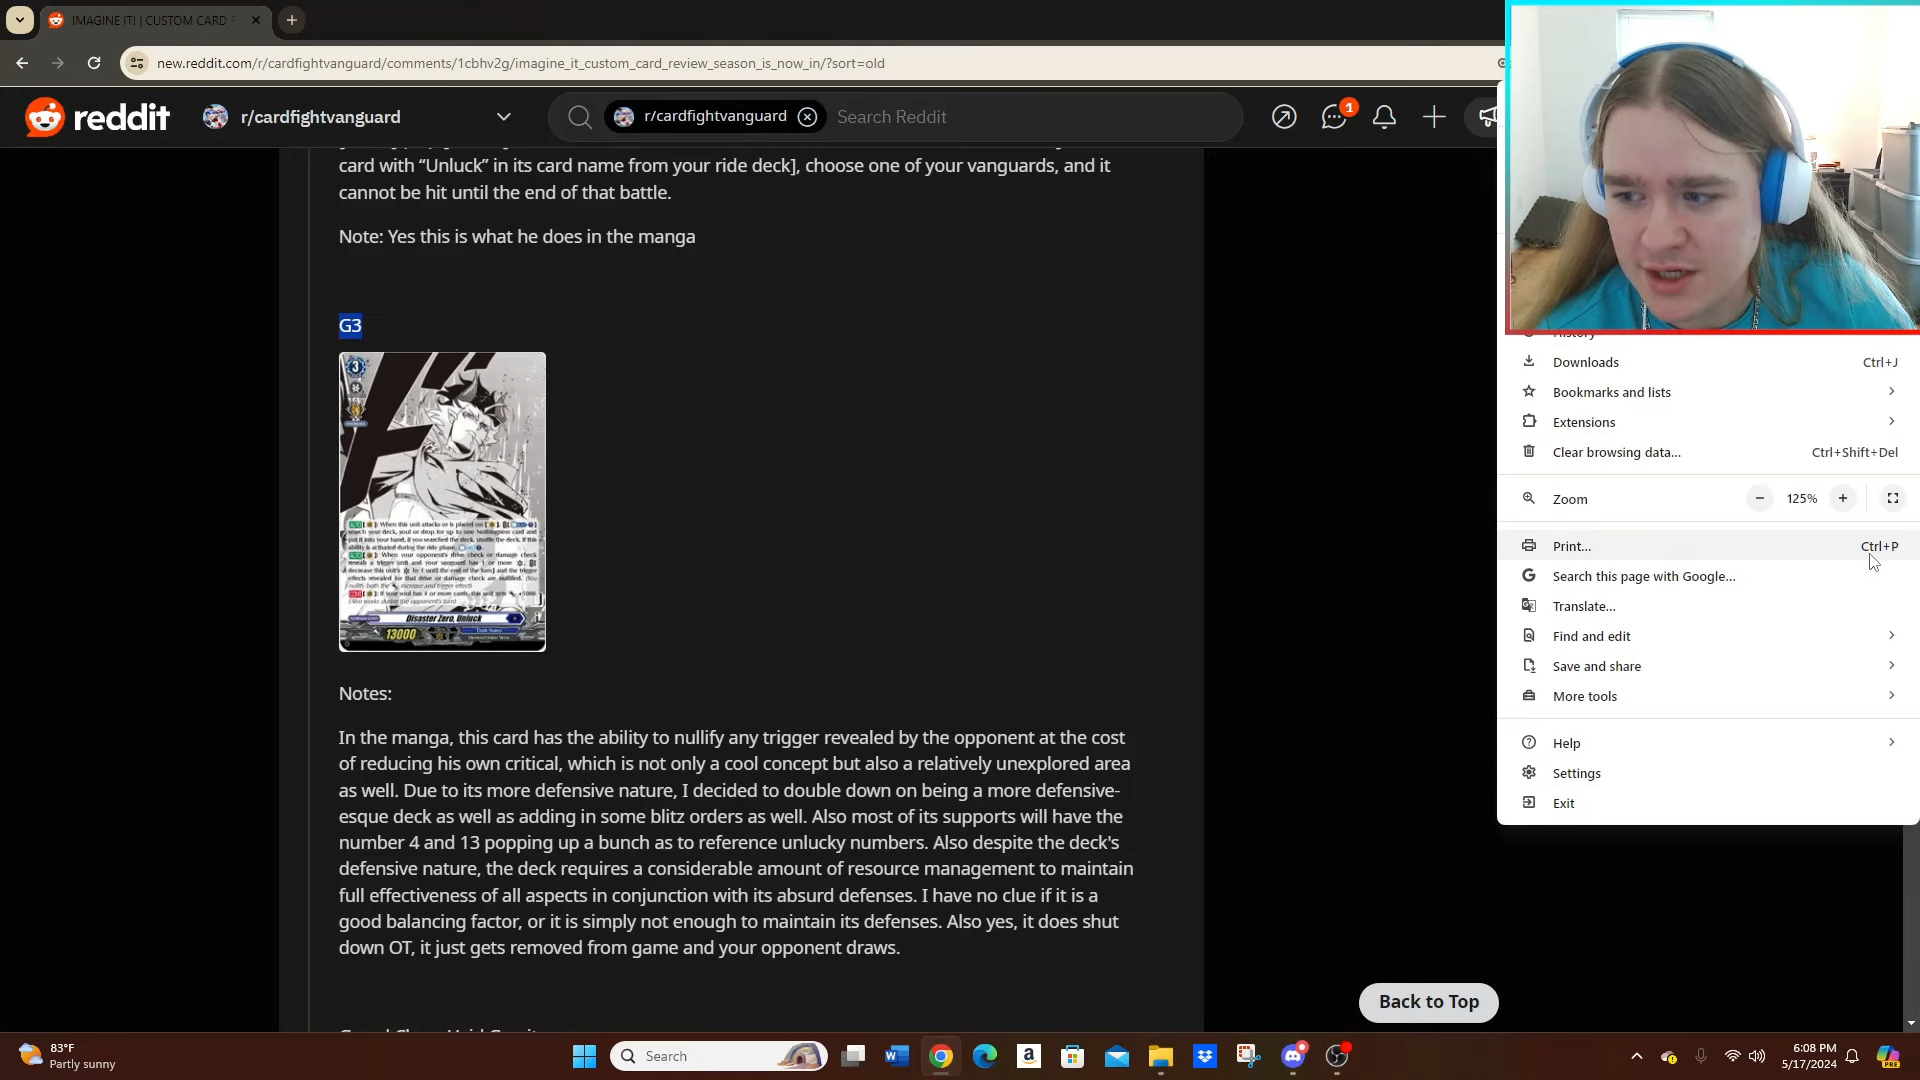 IMAGINE IT! | CUSTOM CARD
new.reddit.com/r/cardfightvanguard/comments/1cbhv2g/imagine_it_custom_card_review_season_is_now_in/?sort=old
reddit
r/cardfightvanguard
r/cardfightvanguard
Search Reddit
1
card with “Unluck” in its card name from your ride deck], choose one of your vanguards, and it
cannot be hit until the end of that battle.
Note: Yes this is what he does in the manga
G3
3
Disaster Zero, Unluck
13000
Dark States
Notes:
In the manga, this card has the ability to nullify any trigger revealed by the opponent at the cost
of reducing his own critical, which is not only a cool concept but also a relatively unexplored area
as well. Due to its more defensive nature, I decided to double down on being a more defensive-
esque deck as well as adding in some blitz orders as well. Also most of its supports will have the
number 4 and 13 popping up a bunch as to reference unlucky numbers. Also despite the deck's
defensive nature, the deck requires a considerable amount of resource management to maintain
full effectiveness of all aspects in conjunction with its absurd defenses. I have no clue if it is a
good balancing factor, or it is simply not enough to maintain its defenses. Also yes, it does shut
down OT, it just gets removed from game and your opponent draws.
Back to Top
History
Downloads Ctrl+J
Bookmarks and lists
Extensions
Clear browsing data... Ctrl+Shift+Del
Zoom 125%
Print... Ctrl+P
Search this page with Google...
Translate...
Find and edit
Save and share
More tools
Help
Settings
Exit
83°F
Partly sunny
Search
6:08 PM
5/17/2024